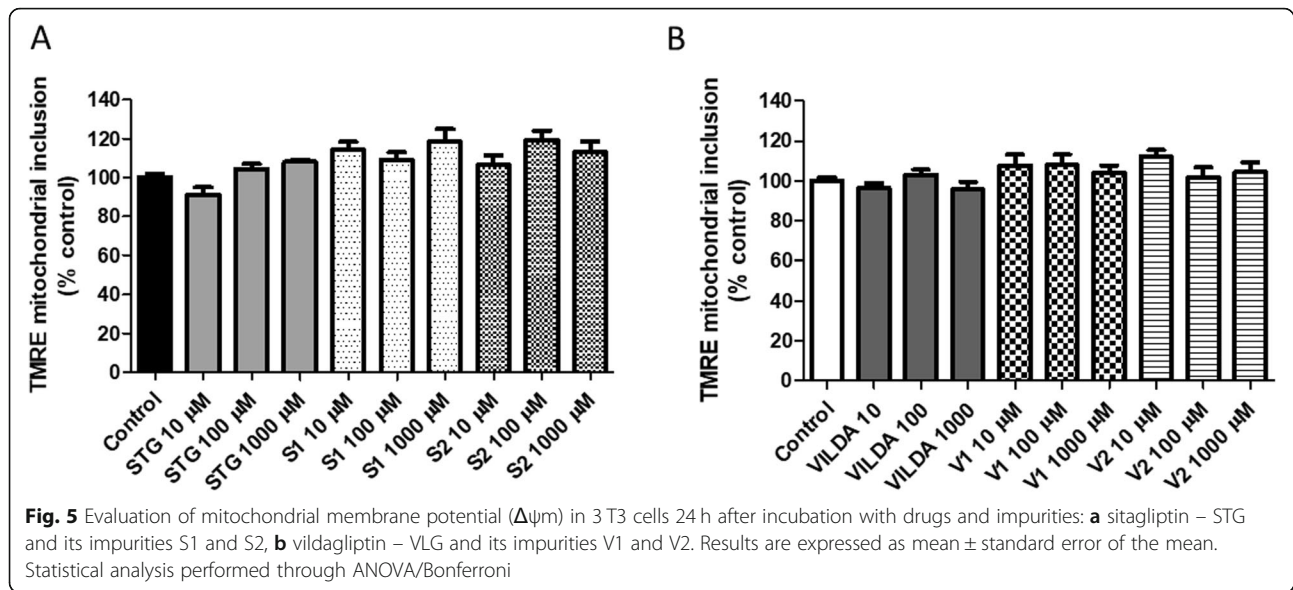 A
TMRE mitochondrial inclusion
(% control)
140
120
100
80
60
40
20
0
Control
STG 10 µM
STG 100 µM
STG 1000 µM
S1 10 µM
S1 100 µM
S1 1000 µM
S2 10 µM
S2 100 µM
S2 1000 µM
B
TMRE mitochondrial inclusion
(% control)
140
120
100
80
60
40
20
0
Control
VILDA 10
VILDA 100
VILDA 1000
V1 10 µM
V1 100 µM
V1 1000 µM
V2 10 µM
V2 100 µM
V2 1000 µM
Fig. 5 Evaluation of mitochondrial membrane potential (Δψm) in 3 T3 cells 24 h after incubation with drugs and impurities: a sitagliptin – STG
and its impurities S1 and S2, b vildagliptin – VLG and its impurities V1 and V2. Results are expressed as mean ± standard error of the mean.
Statistical analysis performed through ANOVA/Bonferroni